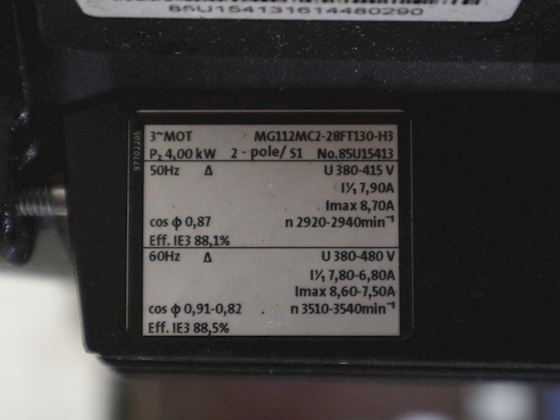 85U154131614480290
97702205
3~MOT MG112MC2-28FT130-H3
P₂ 4,00 kW 2 - pole/ S1 No.85U15413
50Hz Δ U 380-415 V
I¹/₁ 7,90A
Imax 8,70A
cos ϕ 0,87 n 2920-2940min⁻¹
Eff. IE3 88,1%
60Hz Δ U 380-480 V
I¹/₁ 7,80-6,80A
Imax 8,60-7,50A
cos ϕ 0,91-0,82 n 3510-3540min⁻¹
Eff. IE3 88,5%